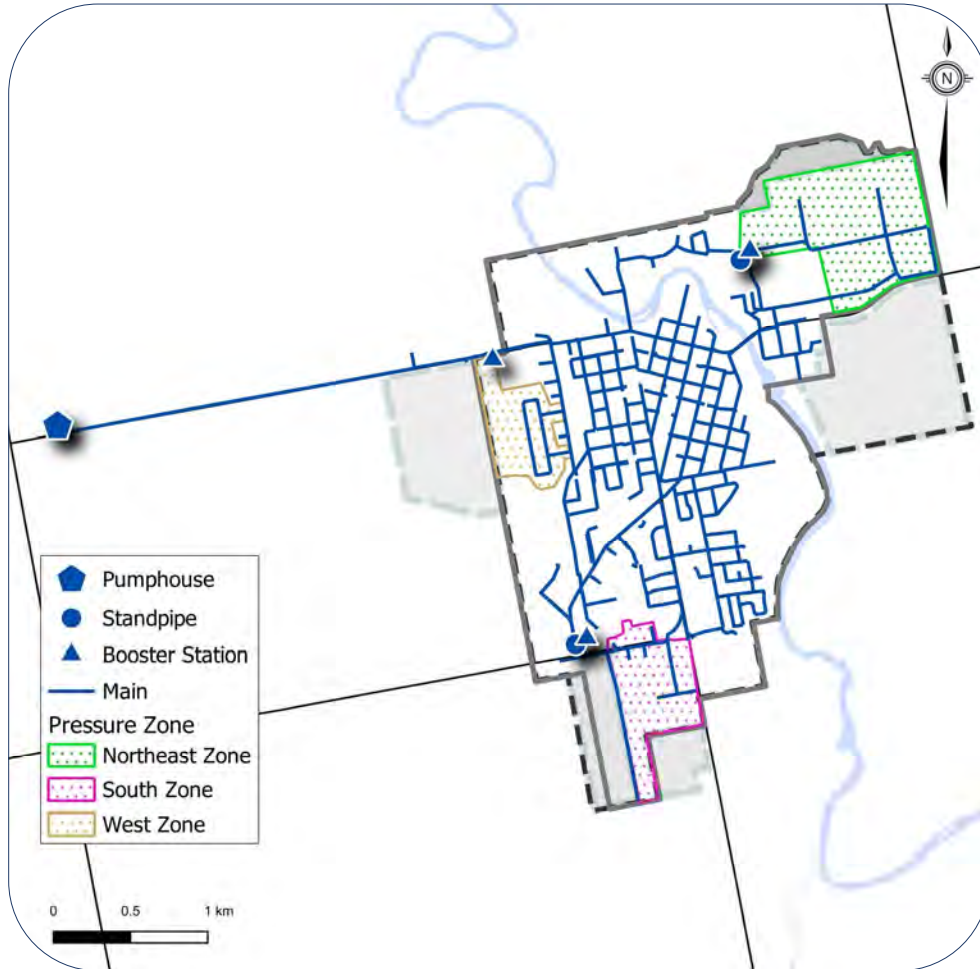 N
Pumphouse
Standpipe
Booster Station
Main
Pressure Zone
Northeast Zone
South Zone
West Zone
0 0.5 1 km